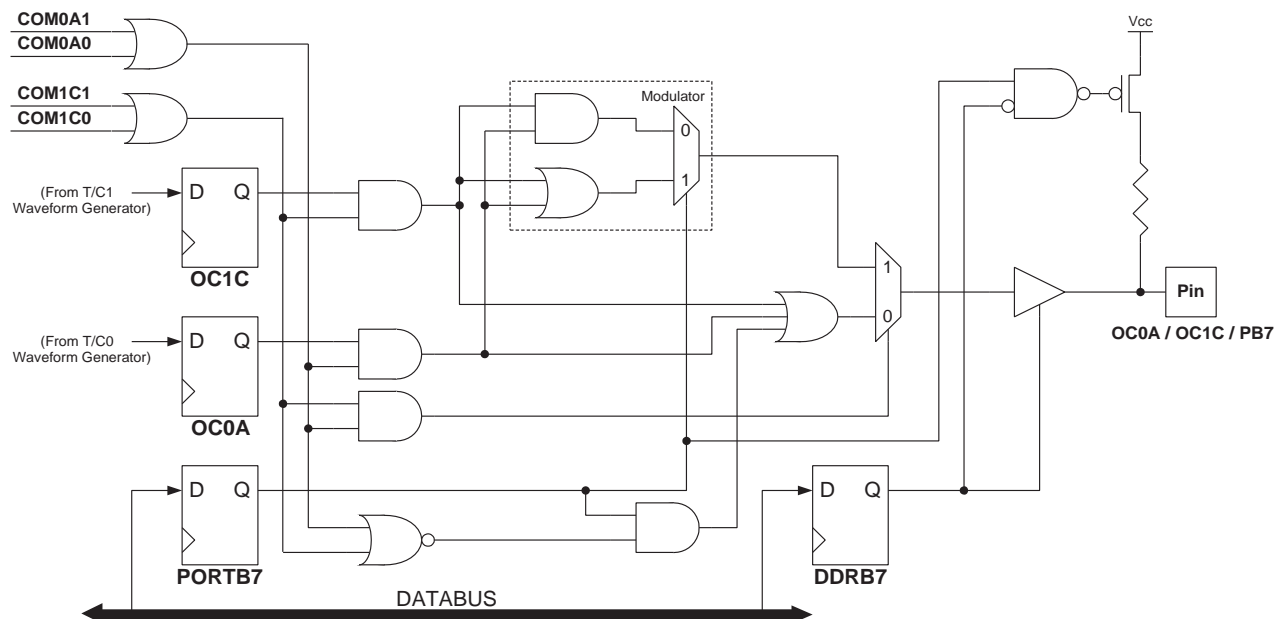 COM0A1
COM0A0
COM1C1
COM1C0
Vcc
Modulator
0
1
(From T/C1
Waveform Generator)
D Q
OC1C
1
0
Pin
OC0A / OC1C / PB7
(From T/C0
Waveform Generator)
D Q
OC0A
D Q
PORTB7
D Q
DDRB7
DATABUS